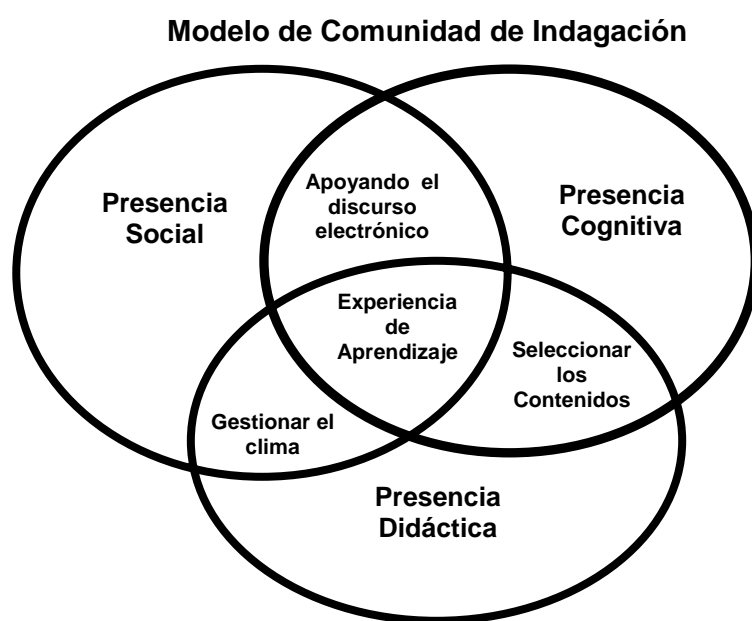 Modelo de Comunidad de Indagación
Presencia
Social
Apoyando el
discurso
electrónico
Presencia
Cognitiva
Experiencia
de
Aprendizaje
Seleccionar
los
Contenidos
Gestionar el
clima
Presencia
Didáctica